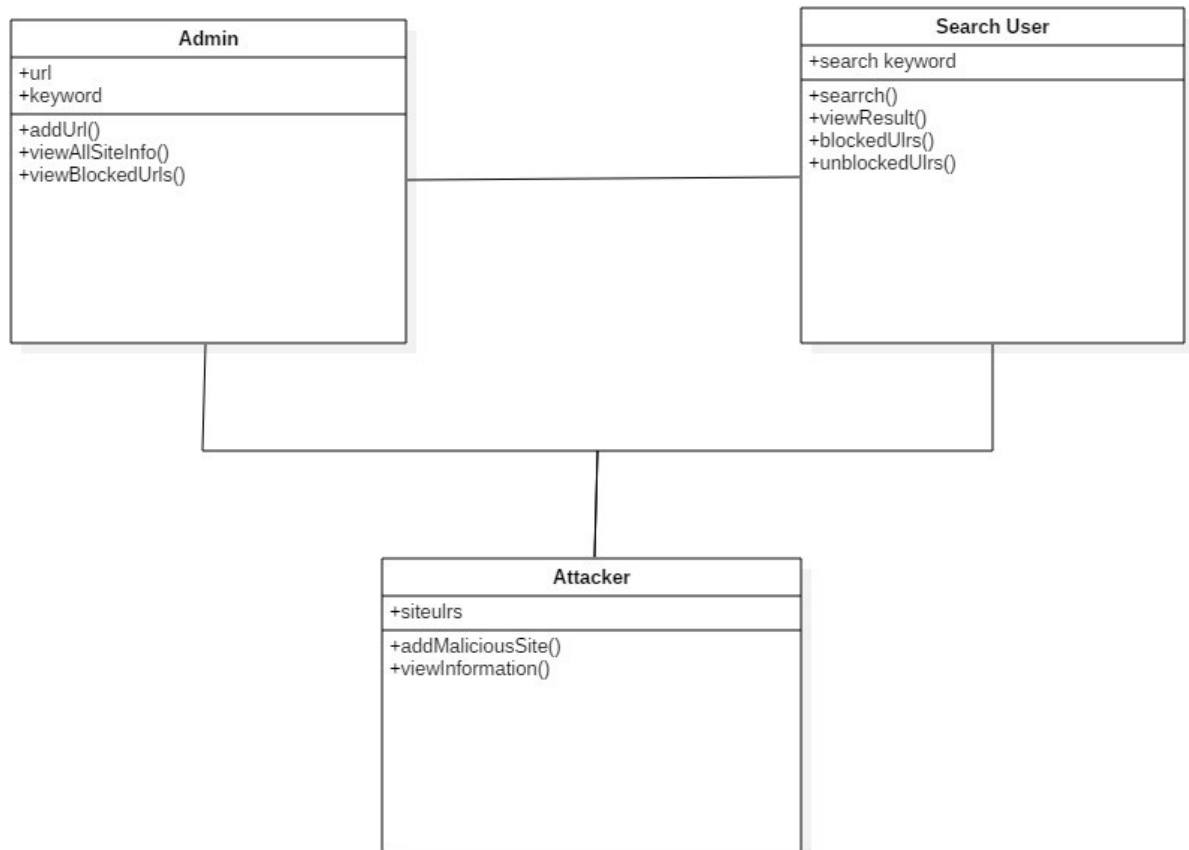 Admin
+url
+keyword
+addUrl()
+viewAllSiteInfo()
+viewBlockedUrls()
Search User
+search keyword
+searrch()
+viewResult()
+blockedUlrs()
+unblockedUlrs()
Attacker
+siteulrs
+addMaliciousSite()
+viewInformation()